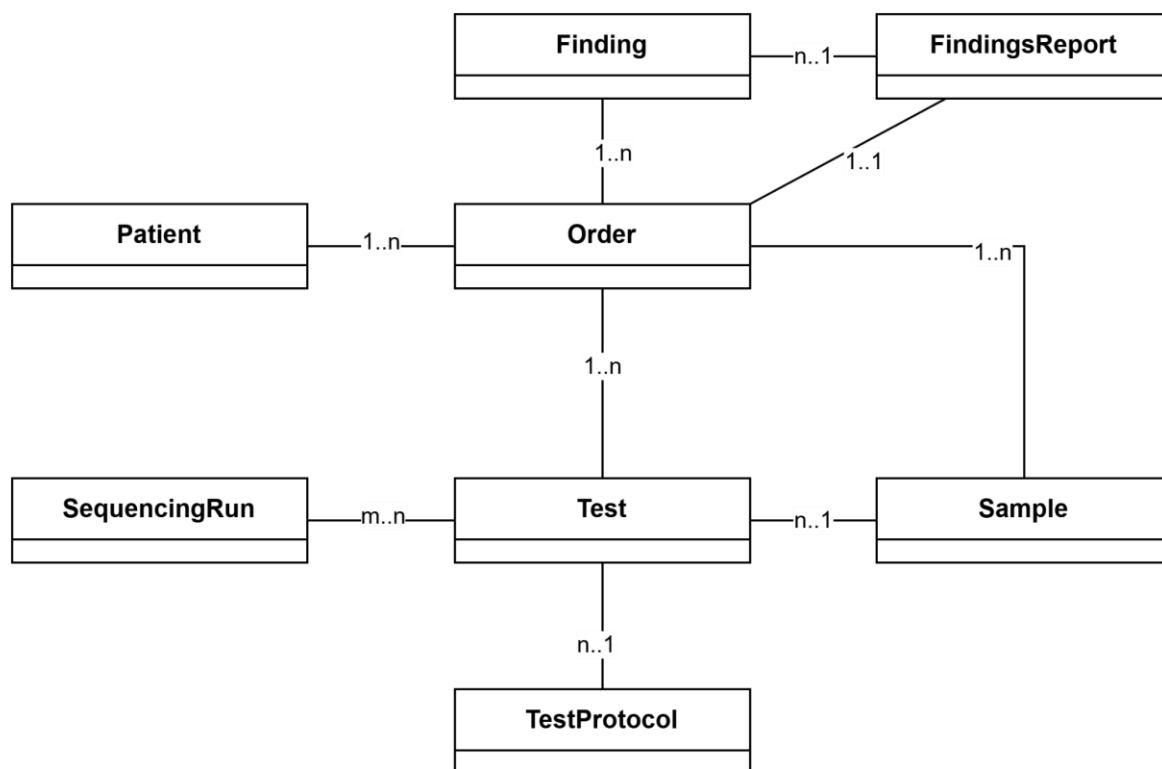 Finding
n..1
FindingsReport
1..n
1..1
Patient
1..n
Order
1..n
1..n
SequencingRun
m..n
Test
n..1
Sample
n..1
TestProtocol